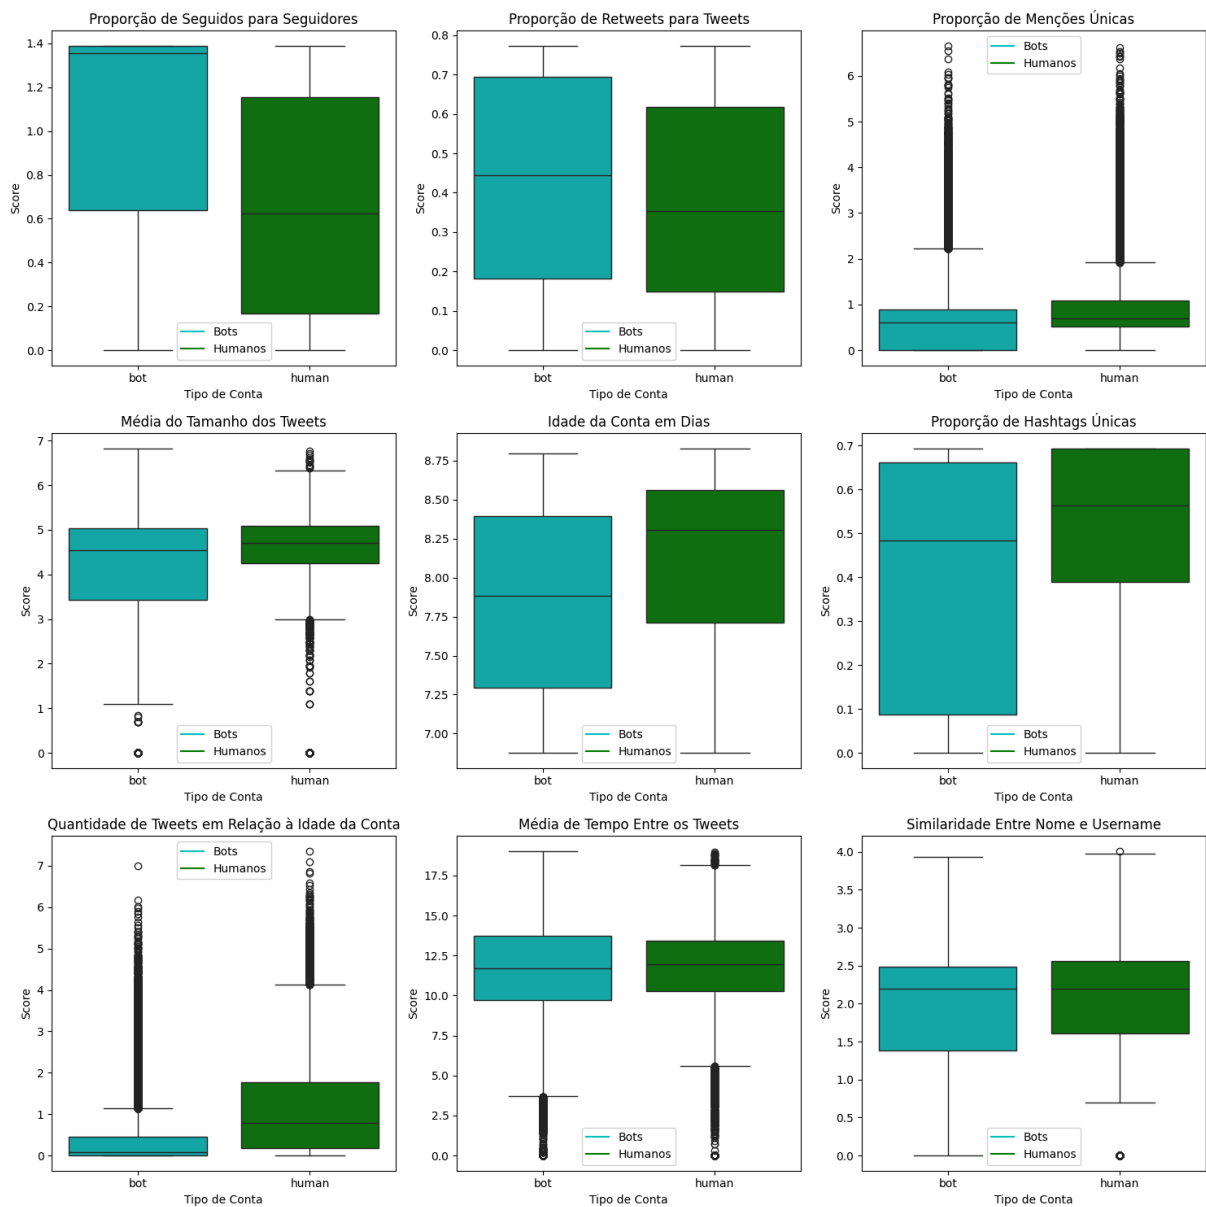 Proporção de Seguidos para Seguidores
1.4
1.2
1.0
0.8
0.6
0.4
0.2
0.0
Score
Bots
Humanos
bot
human
Tipo de Conta
Proporção de Retweets para Tweets
0.8
0.7
0.6
0.5
0.4
0.3
0.2
0.1
0.0
Score
Bots
Humanos
bot
human
Tipo de Conta
Proporção de Menções Únicas
6
5
4
3
2
1
0
Score
Bots
Humanos
bot
human
Tipo de Conta
Média do Tamanho dos Tweets
7
6
5
4
3
2
1
0
Score
Bots
Humanos
bot
human
Tipo de Conta
Idade da Conta em Dias
8.75
8.50
8.25
8.00
7.75
7.50
7.25
7.00
Score
Bots
Humanos
bot
human
Tipo de Conta
Proporção de Hashtags Únicas
0.7
0.6
0.5
0.4
0.3
0.2
0.1
0.0
Score
Bots
Humanos
bot
human
Tipo de Conta
Quantidade de Tweets em Relação à Idade da Conta
7
6
5
4
3
2
1
0
Score
Bots
Humanos
bot
human
Tipo de Conta
Média de Tempo Entre os Tweets
17.5
15.0
12.5
10.0
7.5
5.0
2.5
0.0
Score
Bots
Humanos
bot
human
Tipo de Conta
Similaridade Entre Nome e Username
4.0
3.5
3.0
2.5
2.0
1.5
1.0
0.5
0.0
Score
Bots
Humanos
bot
human
Tipo de Conta